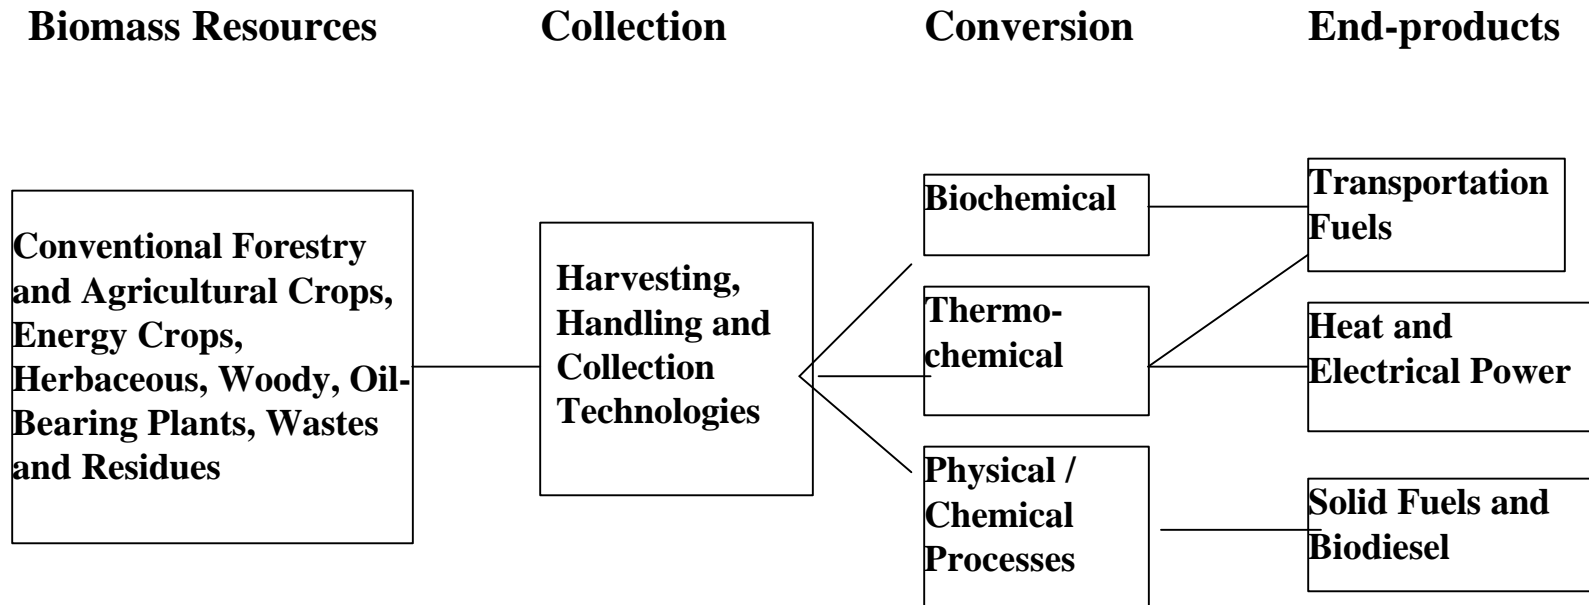 Biomass Resources
Collection
Conversion
End-products
Conventional Forestry
and Agricultural Crops,
Energy Crops,
Herbaceous, Woody, Oil-
Bearing Plants, Wastes
and Residues
Harvesting,
Handling and
Collection
Technologies
Biochemical
Thermo-
chemical
Physical /
Chemical
Processes
Transportation
Fuels
Heat and
Electrical Power
Solid Fuels and
Biodiesel